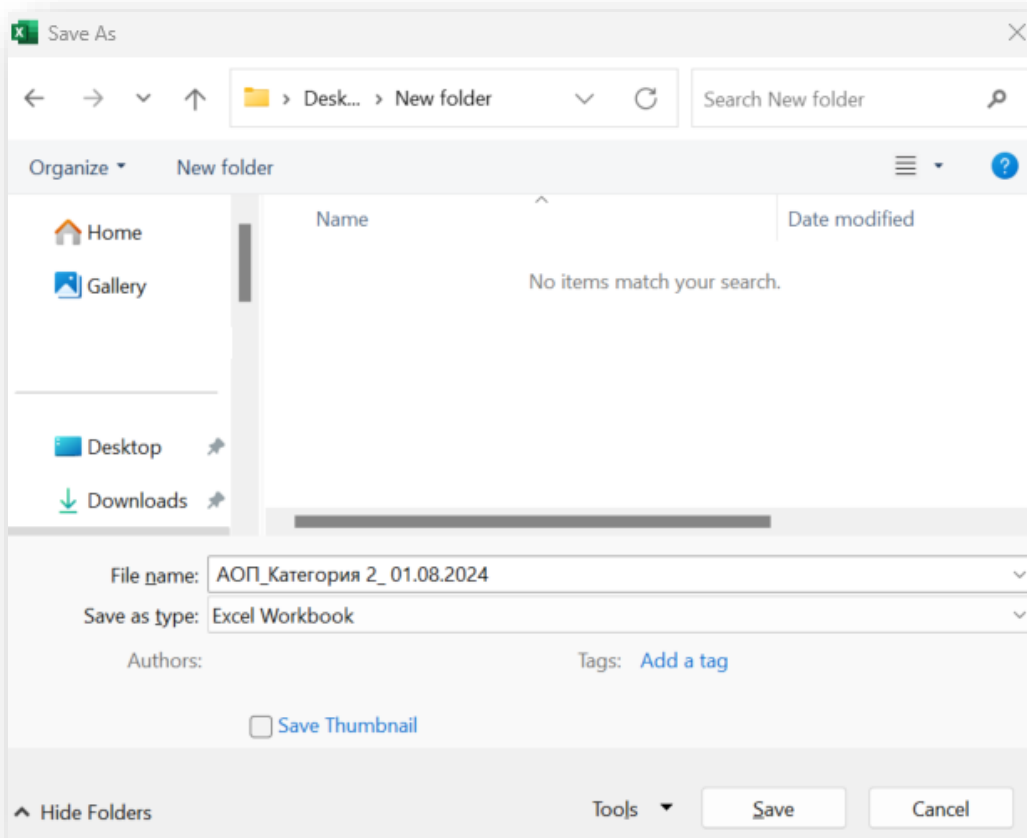 Save As
Desk... > New folder
Search New folder
Organize
New folder
Name
Date modified
Home
Gallery
No items match your search.
Desktop
Downloads
File name: АОП_Категория 2_ 01.08.2024
Save as type: Excel Workbook
Authors:
Tags: Add a tag
Save Thumbnail
Hide Folders
Tools
Save
Cancel